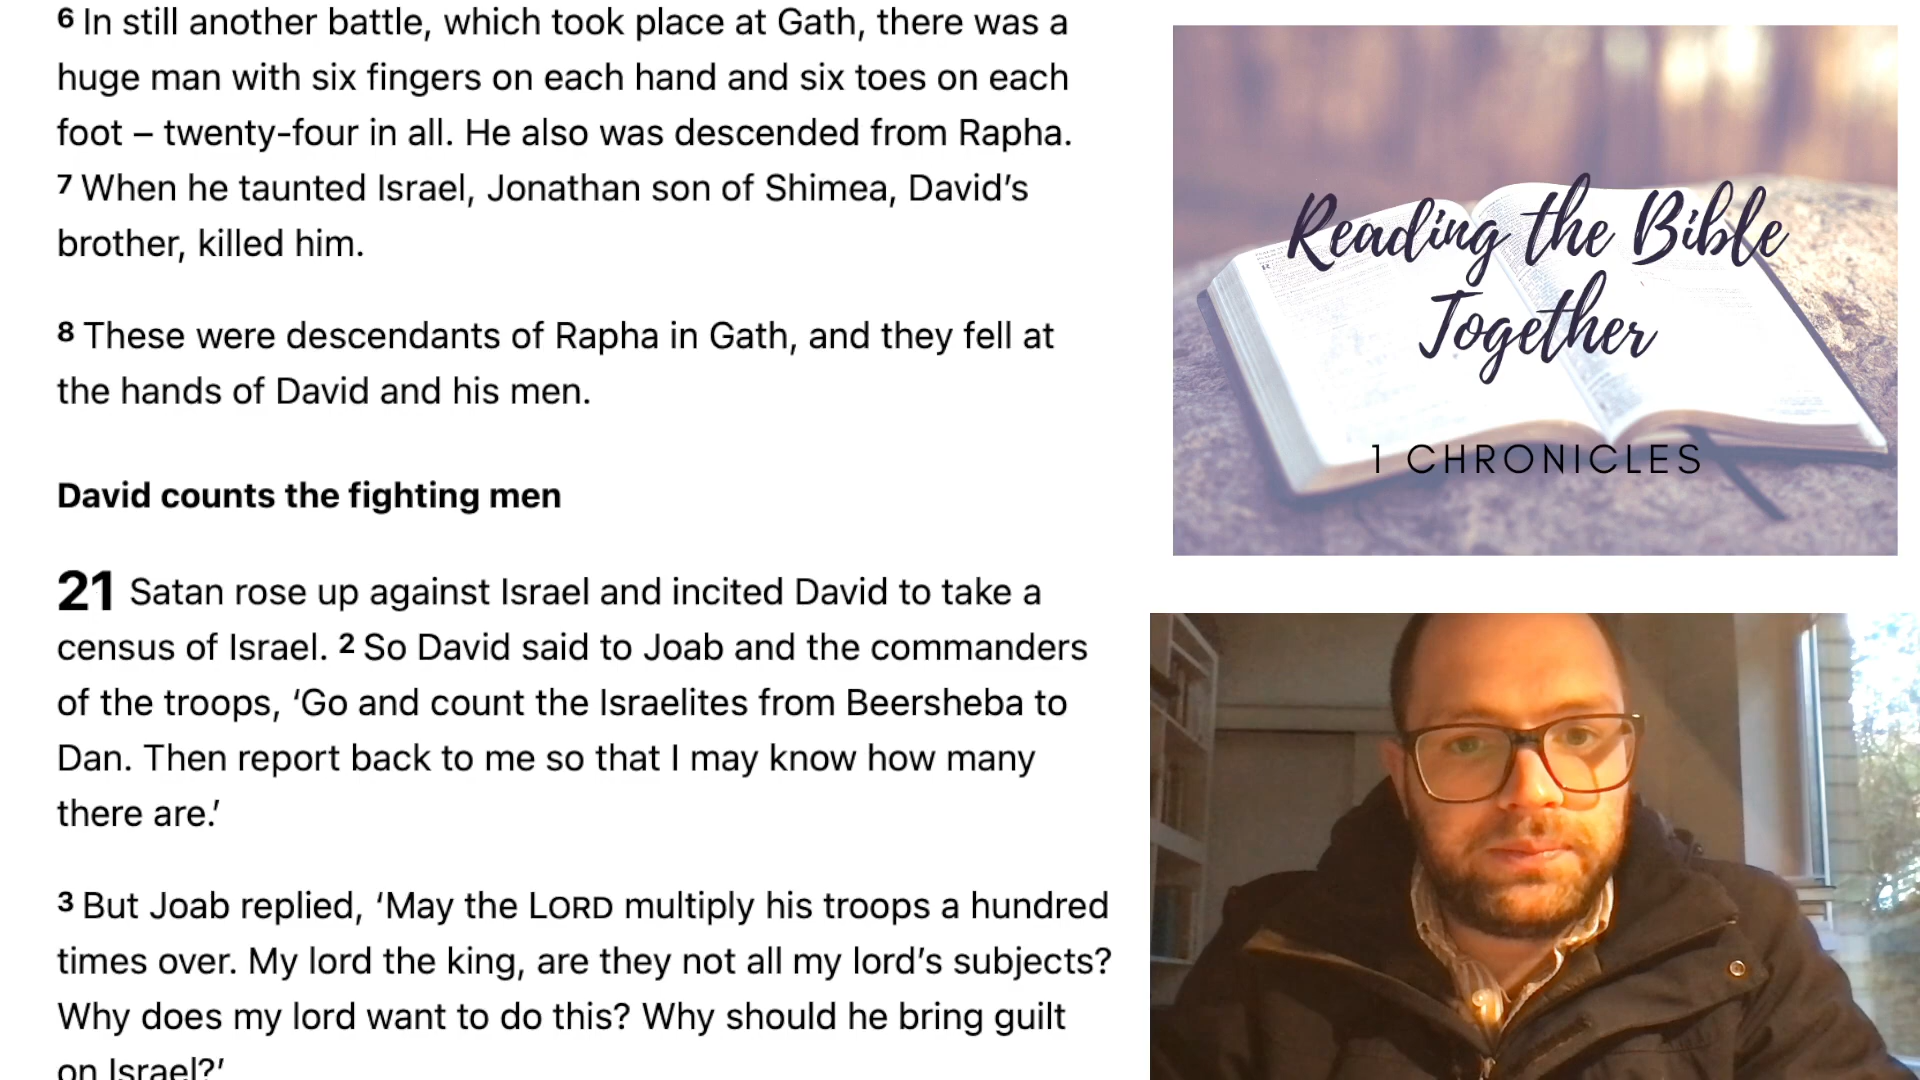 6 In still another battle, which took place at Gath, there was a
huge man with six fingers on each hand and six toes on each
foot – twenty-four in all. He also was descended from Rapha.
7 When he taunted Israel, Jonathan son of Shimea, David’s
brother, killed him.
8 These were descendants of Rapha in Gath, and they fell at
the hands of David and his men.
David counts the fighting men
21 Satan rose up against Israel and incited David to take a
census of Israel. 2 So David said to Joab and the commanders
of the troops, ‘Go and count the Israelites from Beersheba to
Dan. Then report back to me so that I may know how many
there are.’
3 But Joab replied, ‘May the LORD multiply his troops a hundred
times over. My lord the king, are they not all my lord’s subjects?
Why does my lord want to do this? Why should he bring guilt
on Israel?’
Reading the Bible
Together
1 CHRONICLES